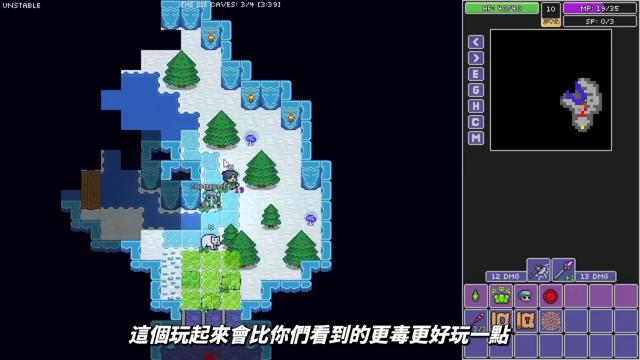 UNSTABLE
THE ICE CAVES: 3/4 [3:39]
HP: 40/40
10
MP: 19/35
SP: 0/3
<
>
E
G
H
C
M
19
12 DMG
13 DMG
+1
這個玩起來會比你們看到的更毒更好玩一點